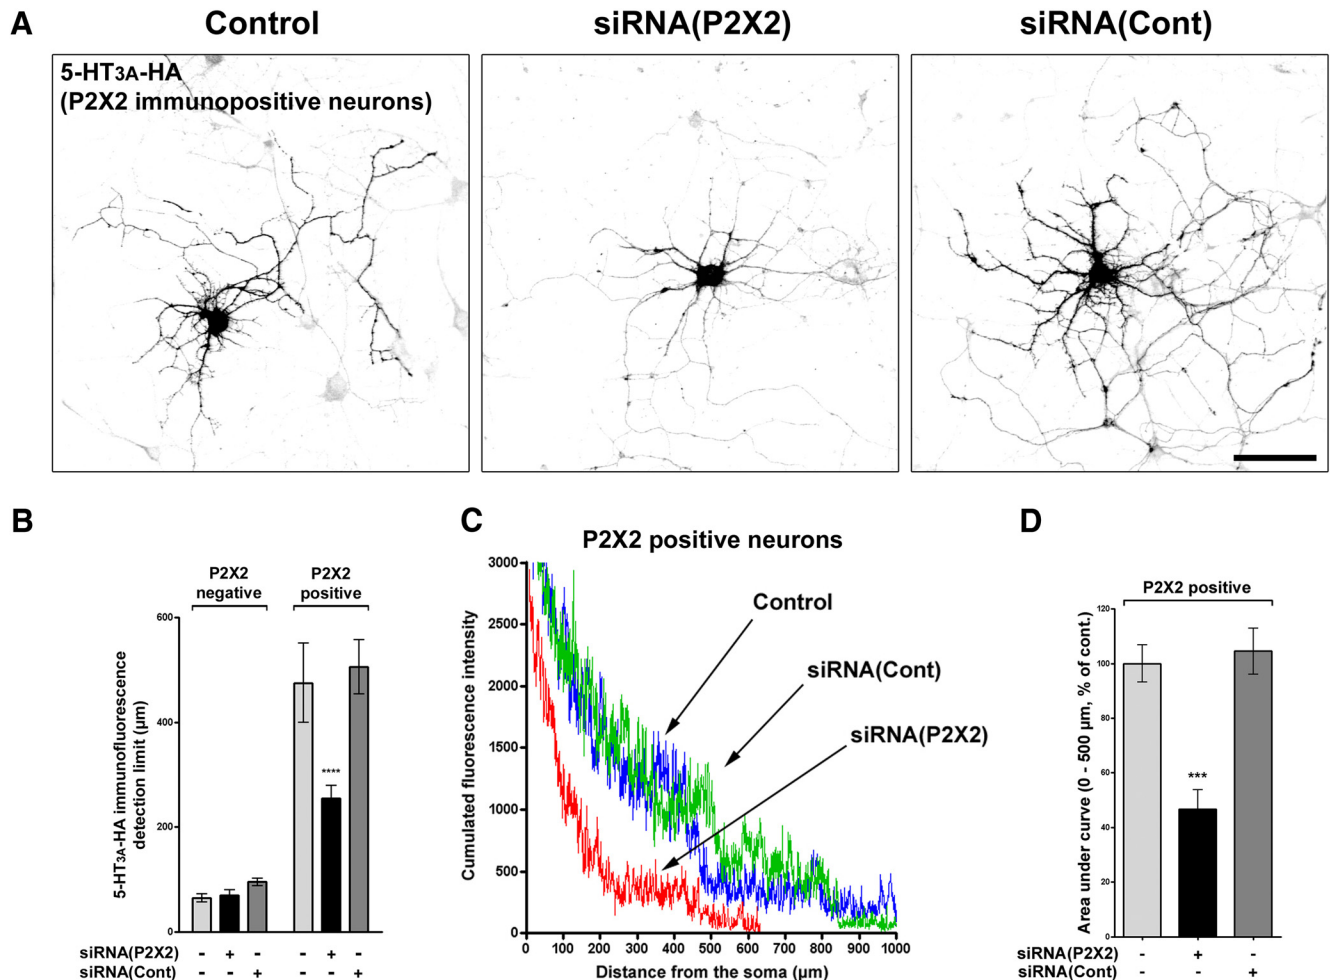 A
Control
siRNA(P2X2)
siRNA(Cont)
5-HT3A-HA
(P2X2 immunopositive neurons)
B
P2X2
negative
P2X2
positive
5-HT3A-HA immunofluorescence
detection limit (µm)
600
400
200
0
****
siRNA(P2X2) - + - - + -
siRNA(Cont) - - + - - +
C
P2X2 positive neurons
Cumulated fluorescence intensity
3000
2500
2000
1500
1000
500
0
Control
siRNA(Cont)
siRNA(P2X2)
0 100 200 300 400 500 600 700 800 900 1000
Distance from the soma (µm)
D
P2X2 positive
Area under curve (0 - 500 µm, % of cont.)
120
100
80
60
40
20
0
***
siRNA(P2X2) - + -
siRNA(Cont) - - +